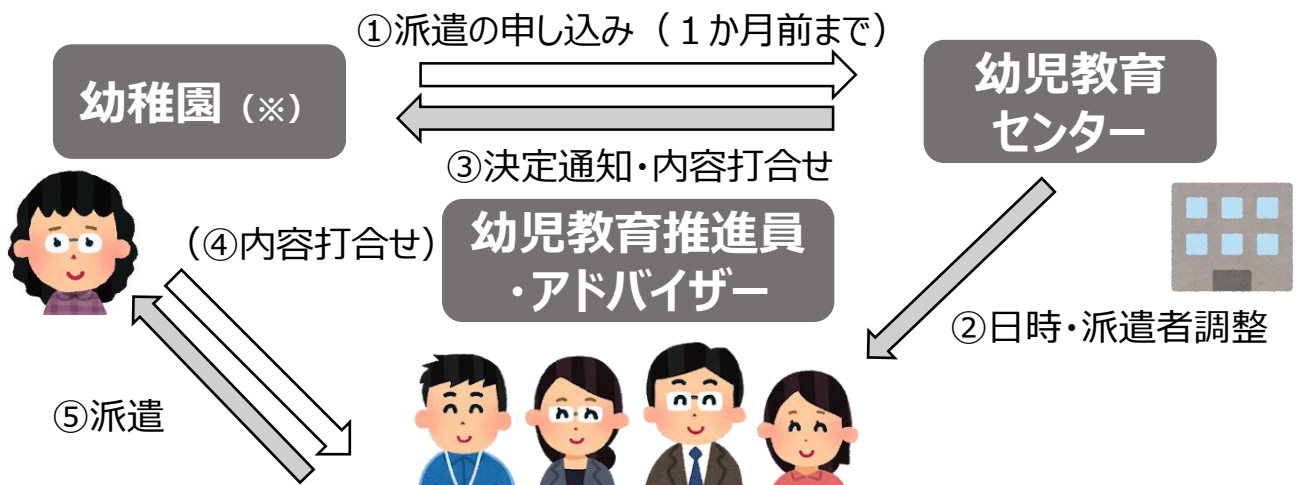 ①派遣の申し込み（１か月前まで）
幼稚園（※）
幼児教育
センター
③決定通知・内容打合せ
（④内容打合せ）
幼児教育推進員
・アドバイザー
②日時・派遣者調整
⑤派遣